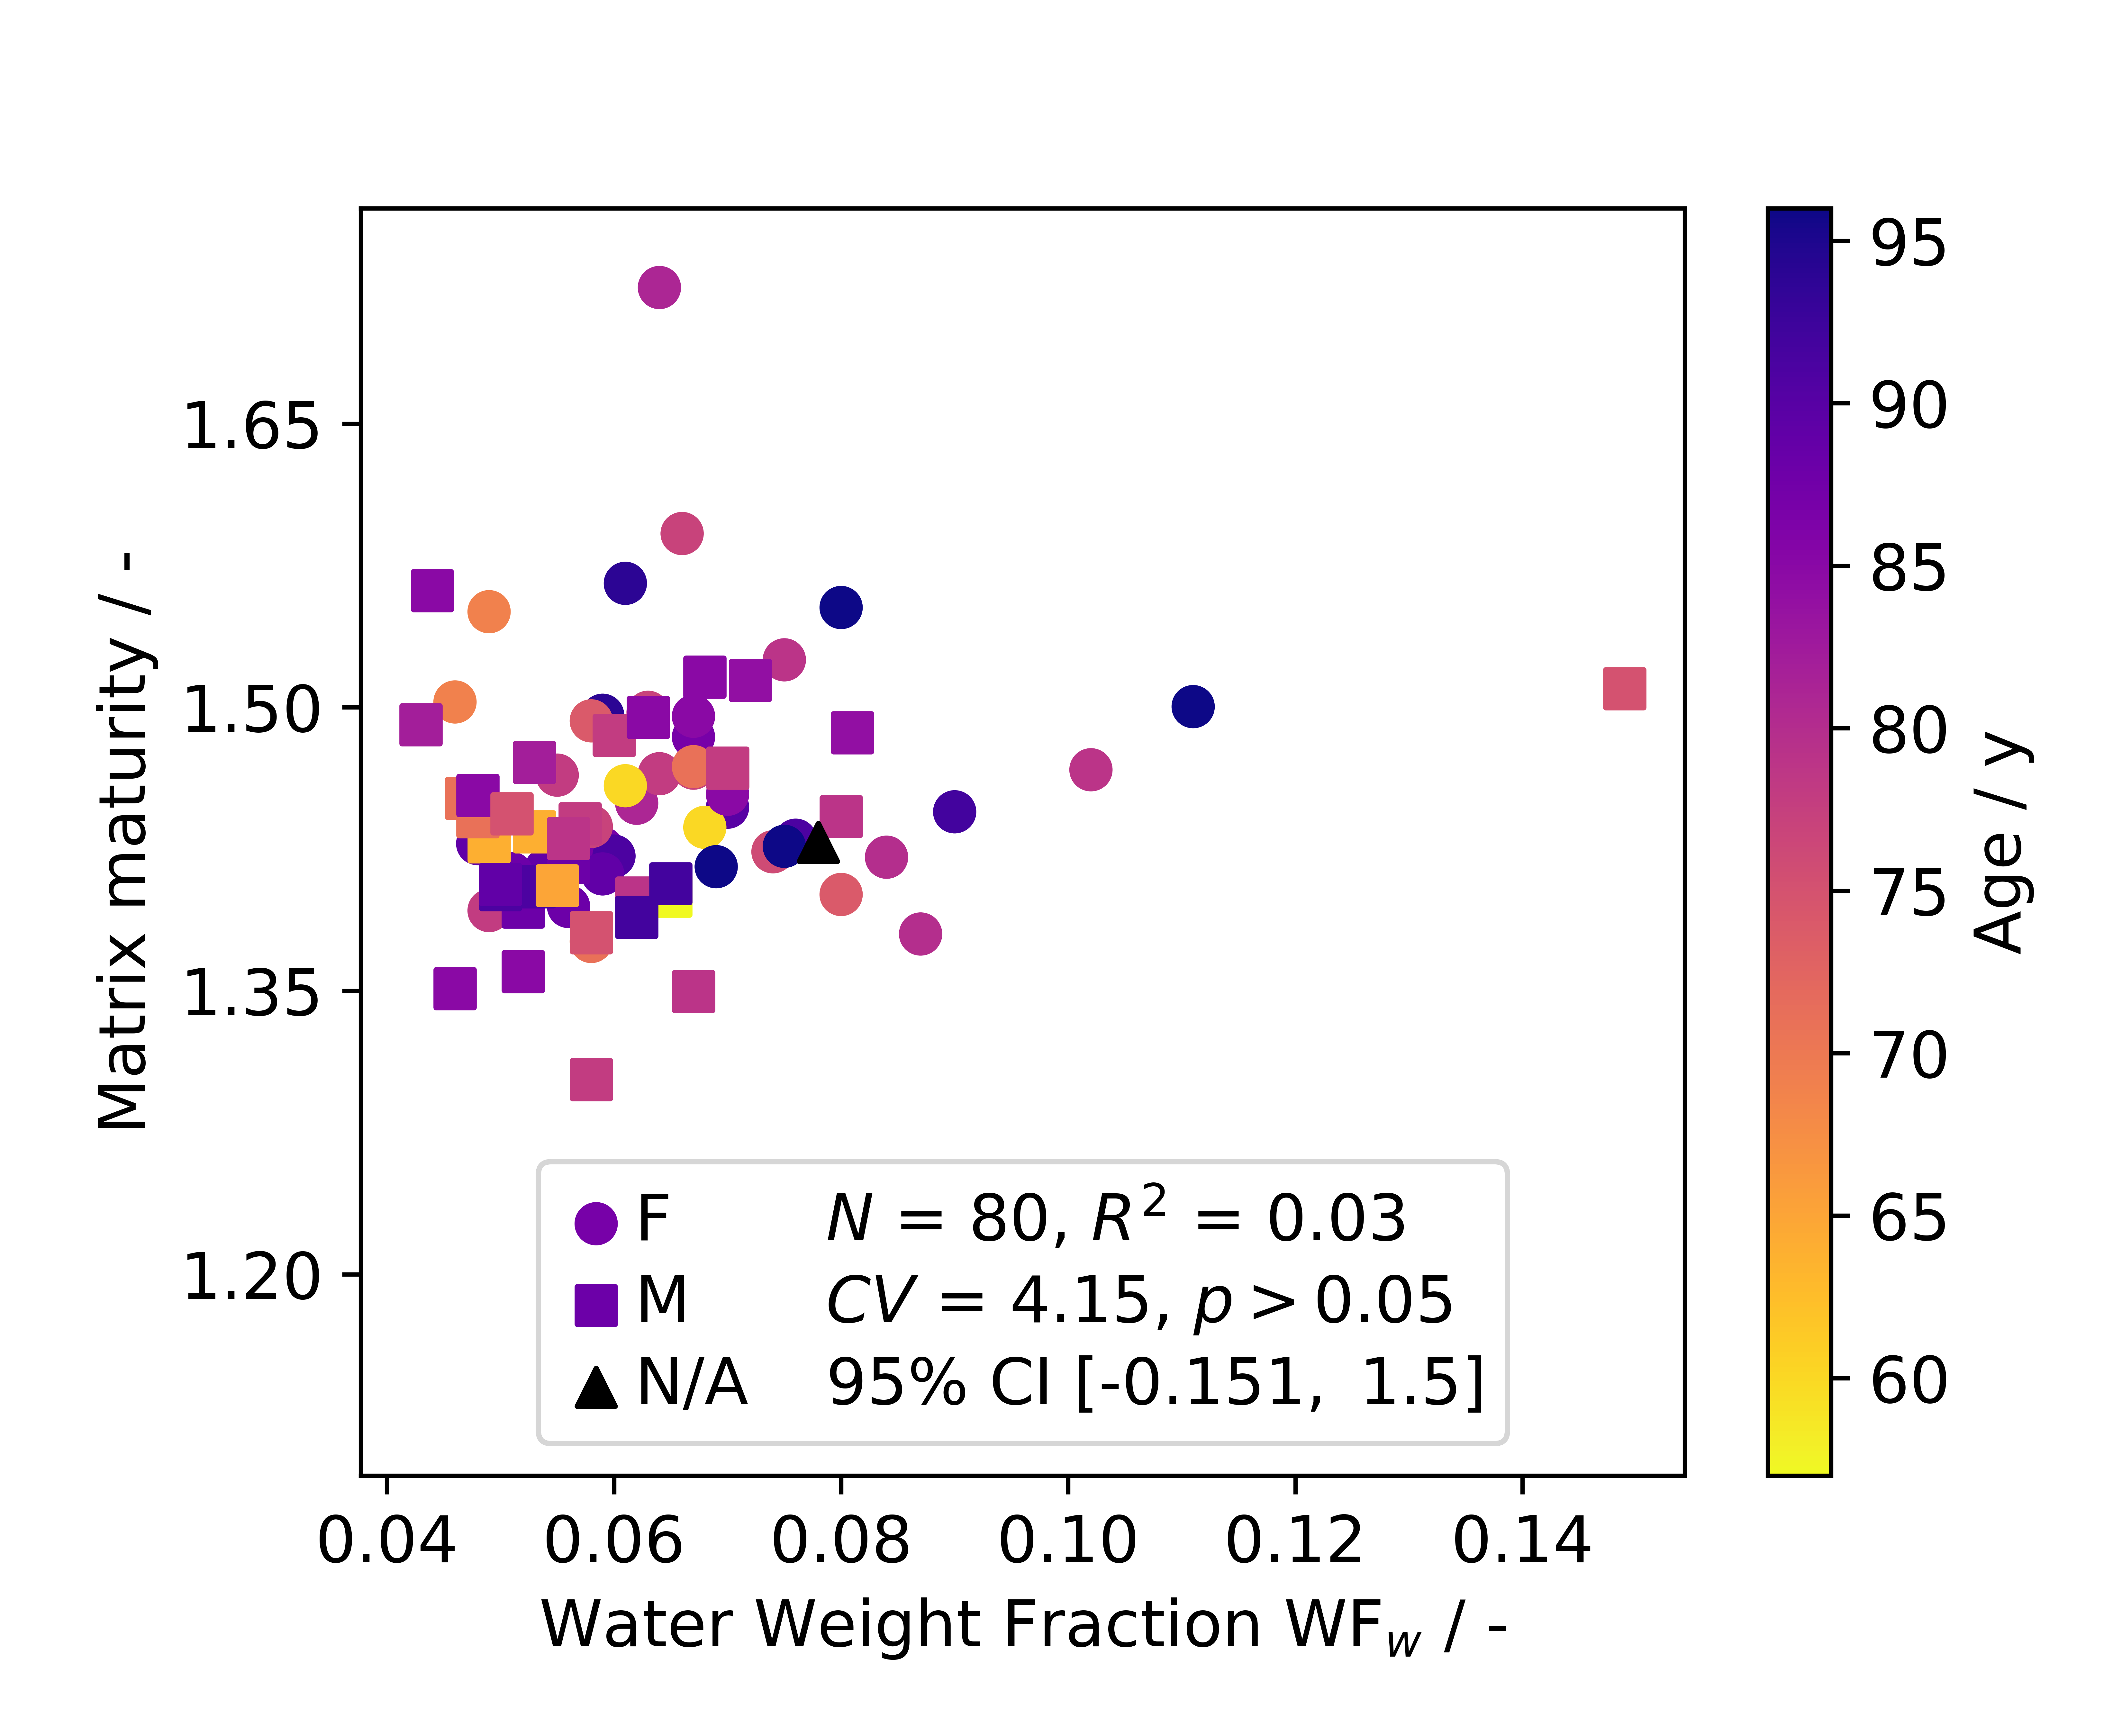 Matrix maturity / -
1.65
1.50
1.35
1.20
F N = 80, R² = 0.03
M CV = 4.15, p > 0.05
N/A 95% CI [-0.151, 1.5]
0.04 0.06 0.08 0.10 0.12 0.14
Water Weight Fraction WF_w / -
95
90
85
80
75
70
65
60
Age / y